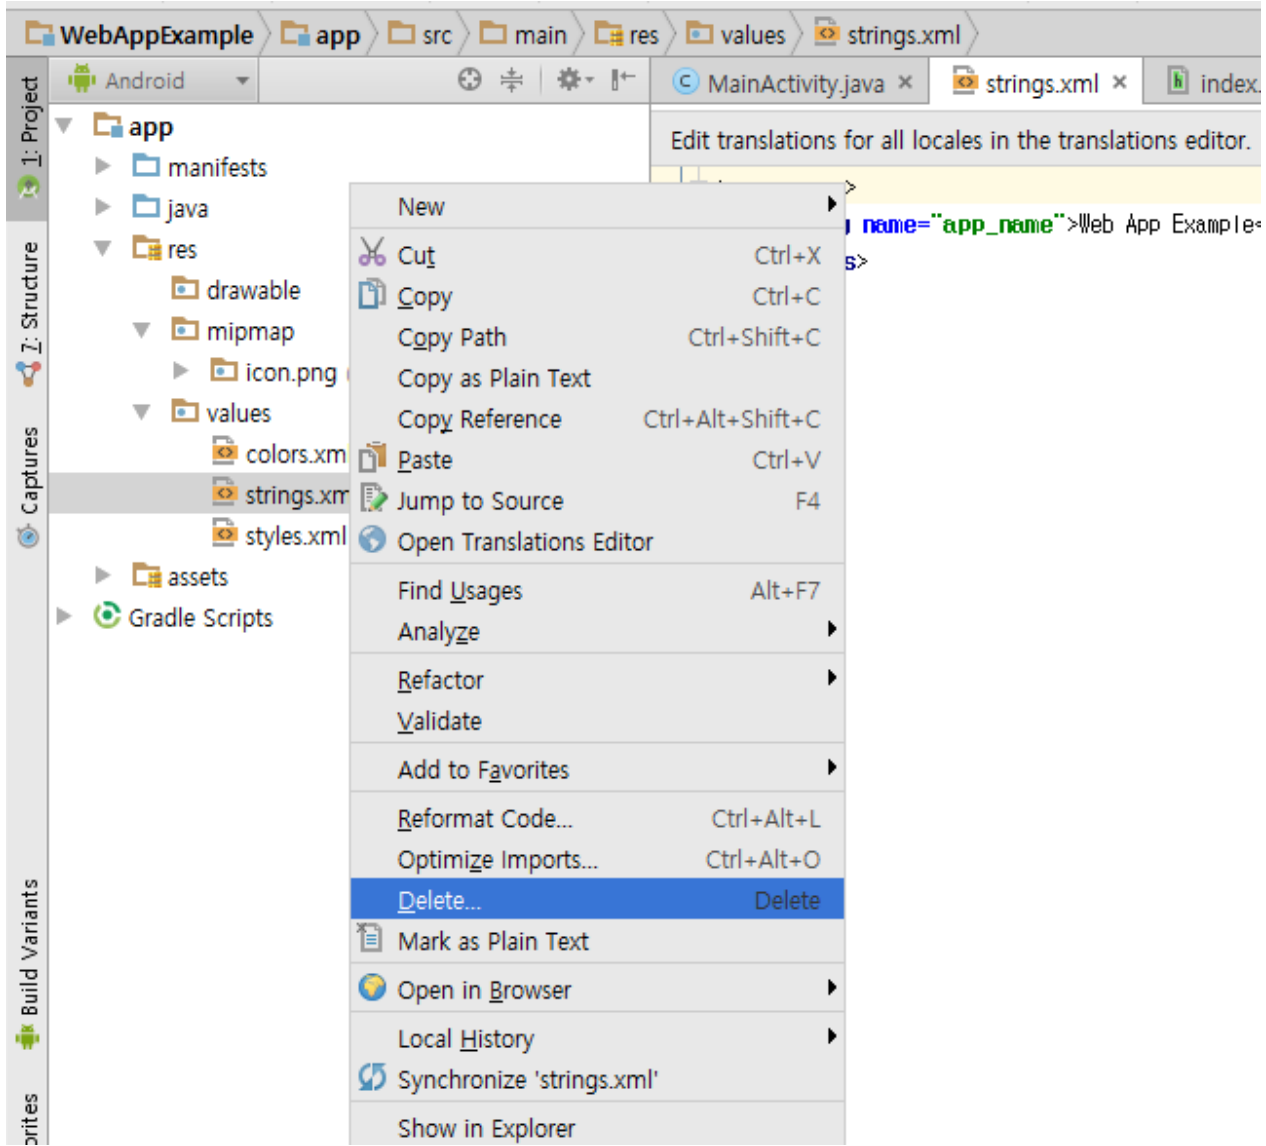 WebAppExample app src main res values strings.xml
Android
MainActivity.java × strings.xml × index.
1: Project
7: Structure
Captures
Build Variants
Edit translations for all locales in the translations editor.
app
manifests
java
res
drawable
mipmap
icon.png
values
colors.xm
strings.xm
styles.xml
assets
Gradle Scripts
>
name="app_name">Web App Example<
s>
New
Cut Ctrl+X
Copy Ctrl+C
Copy Path Ctrl+Shift+C
Copy as Plain Text
Copy Reference Ctrl+Alt+Shift+C
Paste Ctrl+V
Jump to Source F4
Open Translations Editor
Find Usages Alt+F7
Analyze
Refactor
Validate
Add to Favorites
Reformat Code... Ctrl+Alt+L
Optimize Imports... Ctrl+Alt+O
Delete... Delete
Mark as Plain Text
Open in Browser
Local History
Synchronize 'strings.xml'
Show in Explorer